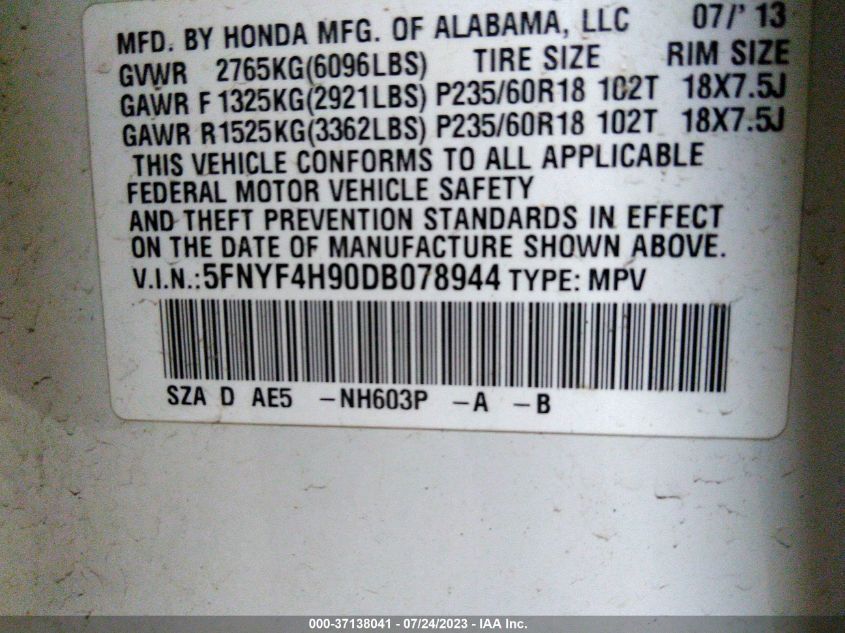 MFD. BY HONDA MFG. OF ALABAMA, LLC 07/' 13
GVWR 2765KG(6096LBS) TIRE SIZE RIM SIZE
GAWR F 1325KG(2921LBS) P235/60R18 102T 18X7.5J
GAWR R1525KG(3362LBS) P235/60R18 102T 18X7.5J
THIS VEHICLE CONFORMS TO ALL APPLICABLE
FEDERAL MOTOR VEHICLE SAFETY
AND THEFT PREVENTION STANDARDS IN EFFECT
ON THE DATE OF MANUFACTURE SHOWN ABOVE.
V.I.N.:5FNYF4H90DB078944 TYPE: MPV
SZA D AE5 -NH603P -A -B
000-37138041 - 07/24/2023 - IAA Inc.